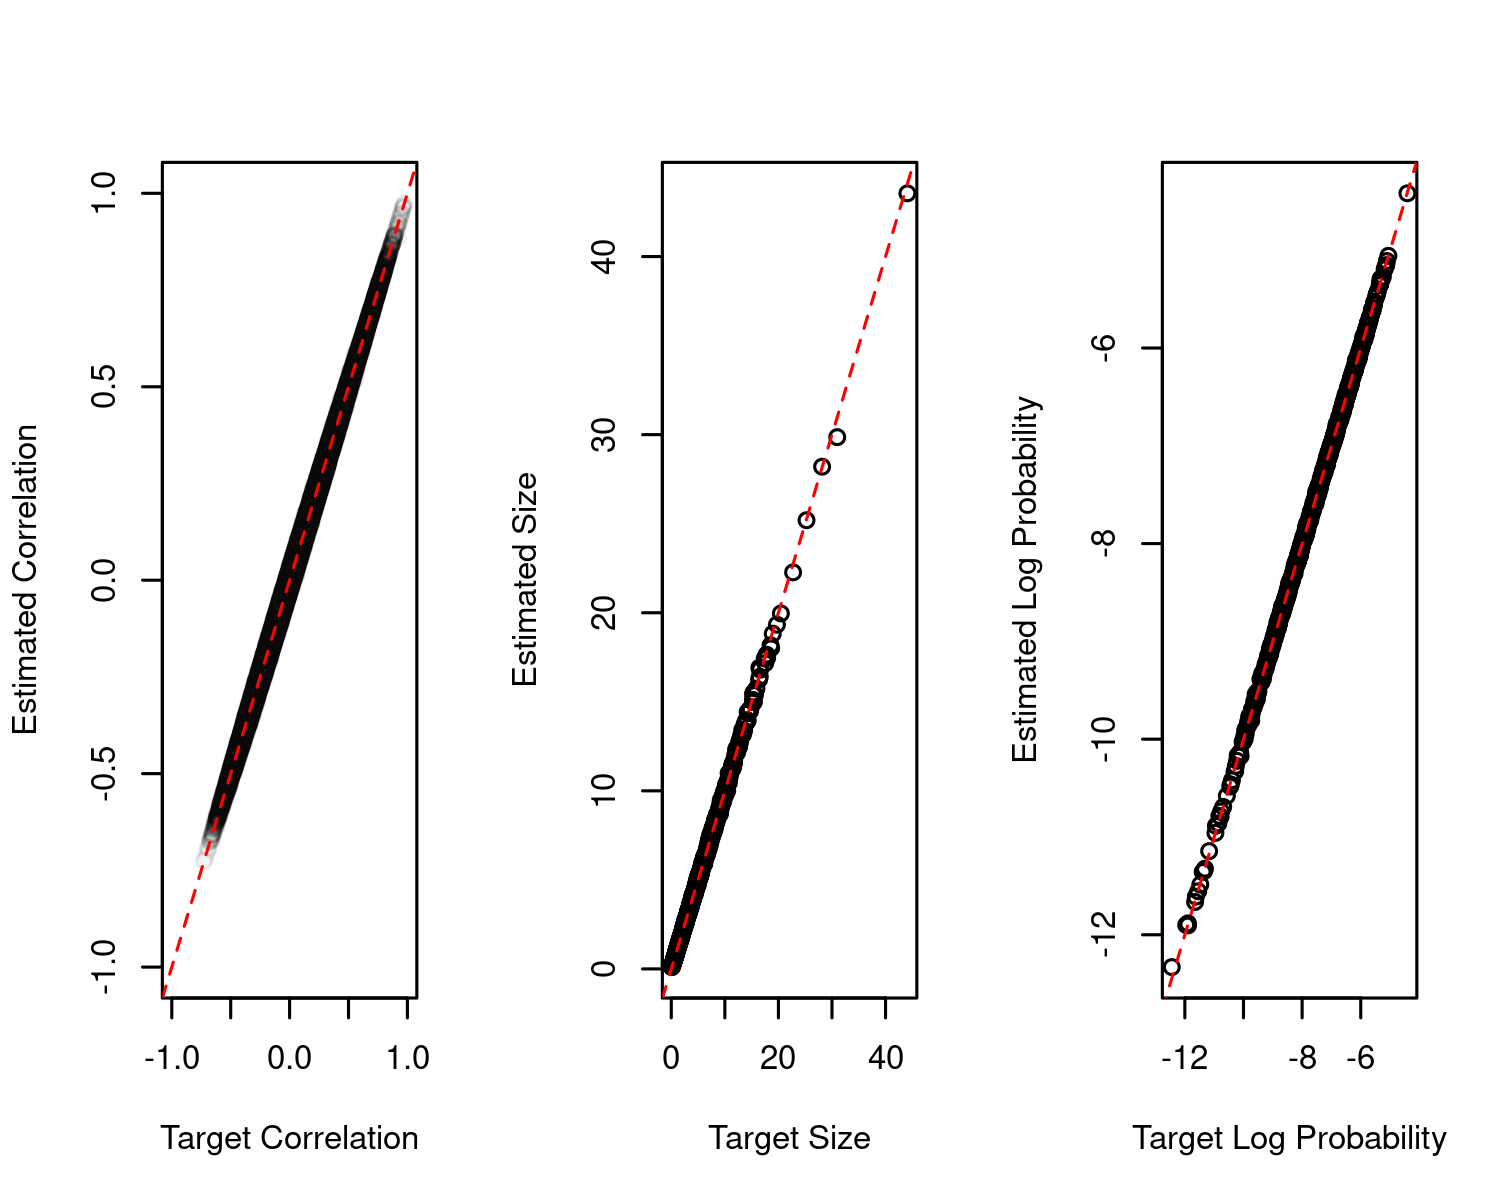 Estimated Correlation
1.0
0.5
0.0
-0.5
-1.0
-1.0 0.0 1.0
Target Correlation
Estimated Size
40
30
20
10
0
0 20 40
Target Size
Estimated Log Probability
-6
-8
-10
-12
-12 -8 -6
Target Log Probability